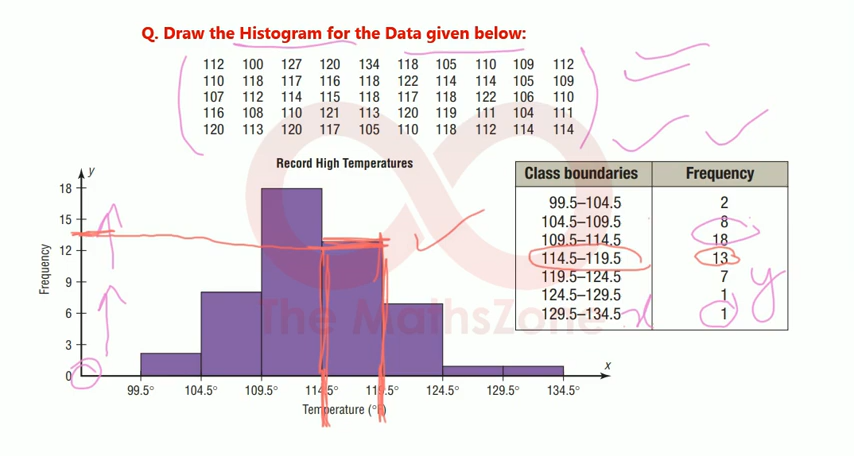 Q. Draw the Histogram for the Data given below:
112 100 127 120 134 118 105 110 109 112
110 118 117 116 118 122 114 114 105 109
107 112 114 115 118 117 118 122 106 110
116 108 110 121 113 120 119 111 104 111
120 113 120 117 105 110 118 112 114 114
Record High Temperatures
y
18
15
12
9
6
3
0
Frequency
99.5° 104.5° 109.5° 114.5° 119.5° 124.5° 129.5° 134.5°
x
Temperature (°F)
Class boundaries Frequency
99.5–104.5 2
104.5–109.5 8
109.5–114.5 18
114.5–119.5 13
119.5–124.5 7
124.5–129.5 1
129.5–134.5 1
x
y
The MathsZone